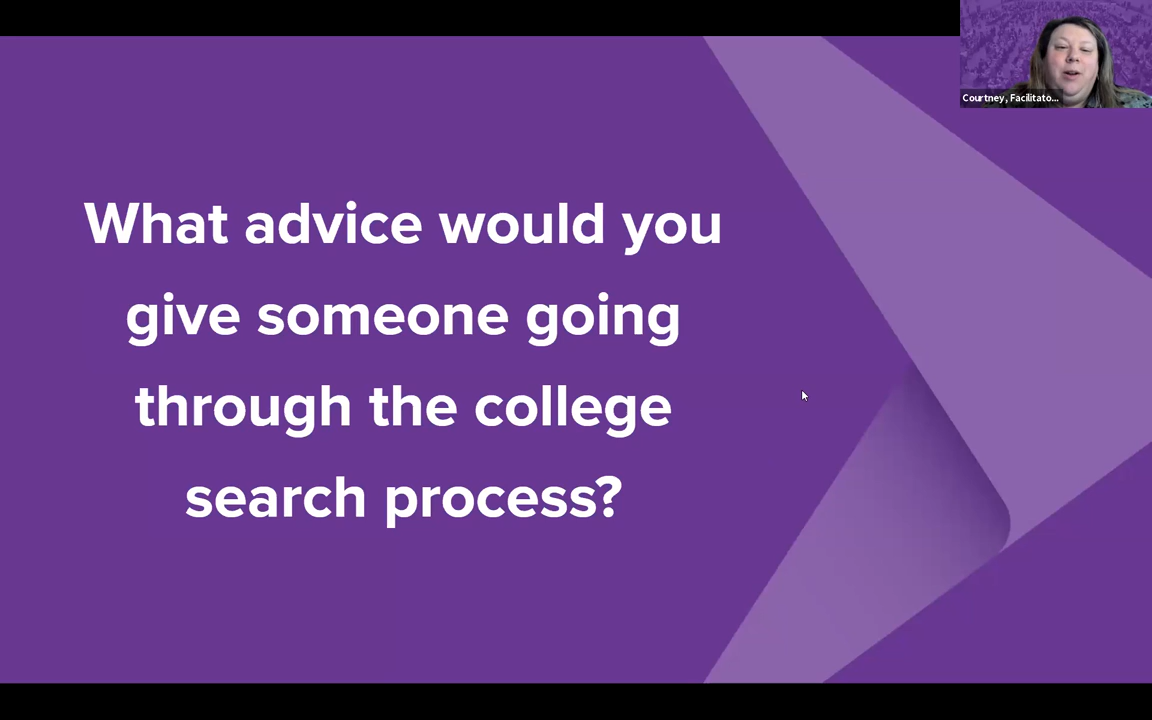 Courtney, Facilitato...
What advice would you
give someone going
through the college
search process?